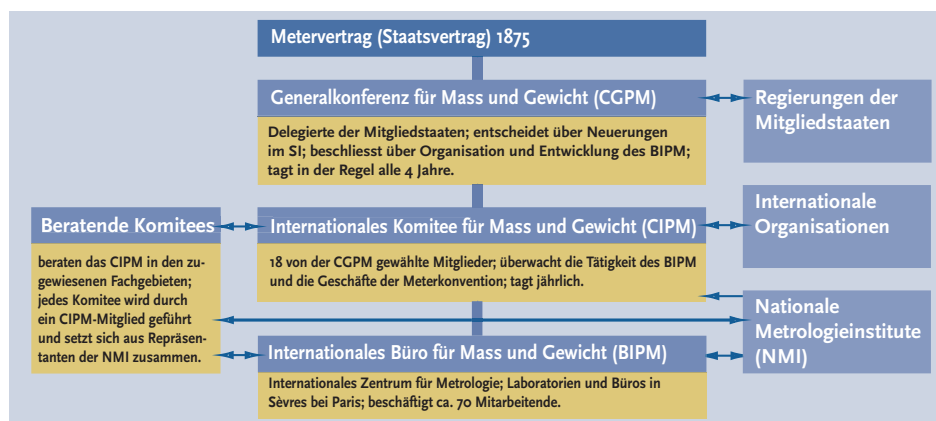 Metervertrag (Staatsvertrag) 1875
Generalkonferenz für Mass und Gewicht (CGPM)
Delegierte der Mitgliedstaaten; entscheidet über Neuerungen
im SI; beschliesst über Organisation und Entwicklung des BIPM;
tagt in der Regel alle 4 Jahre.
Regierungen der
Mitgliedstaaten
Beratende Komitees
beraten das CIPM in den zu-
gewiesenen Fachgebieten;
jedes Komitee wird durch
ein CIPM-Mitglied geführt
und setzt sich aus Repräsen-
tanten der NMI zusammen.
Internationales Komitee für Mass und Gewicht (CIPM)
18 von der CGPM gewählte Mitglieder; überwacht die Tätigkeit des BIPM
und die Geschäfte der Meterkonvention; tagt jährlich.
Internationale
Organisationen
Nationale
Metrologieinstitute
(NMI)
Internationales Büro für Mass und Gewicht (BIPM)
Internationales Zentrum für Metrologie; Laboratorien und Büros in
Sèvres bei Paris; beschäftigt ca. 70 Mitarbeitende.